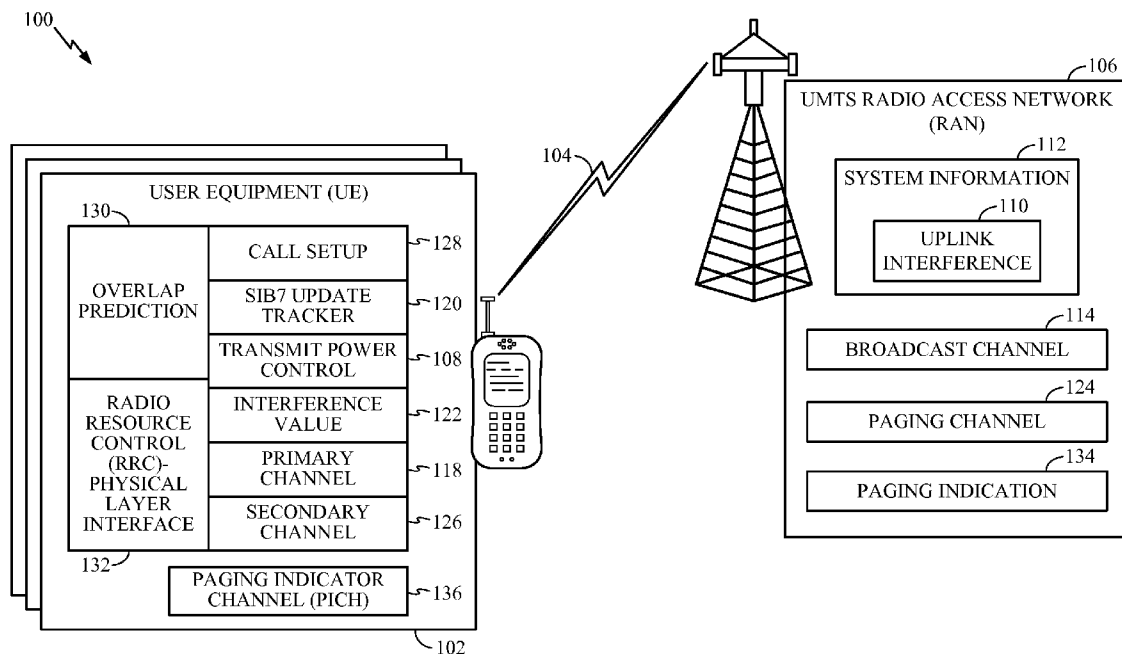 100
106
UMTS RADIO ACCESS NETWORK
(RAN)
112
SYSTEM INFORMATION
110
UPLINK
INTERFERENCE
104
114
BROADCAST CHANNEL
124
PAGING CHANNEL
134
PAGING INDICATION
USER EQUIPMENT (UE)
130
OVERLAP
PREDICTION
CALL SETUP
128
SIB7 UPDATE
TRACKER
120
TRANSMIT POWER
CONTROL
108
RADIO
RESOURCE
CONTROL
(RRC)-
PHYSICAL
LAYER
INTERFACE
132
INTERFERENCE
VALUE
122
PRIMARY
CHANNEL
118
SECONDARY
CHANNEL
126
PAGING INDICATOR
CHANNEL (PICH)
136
102